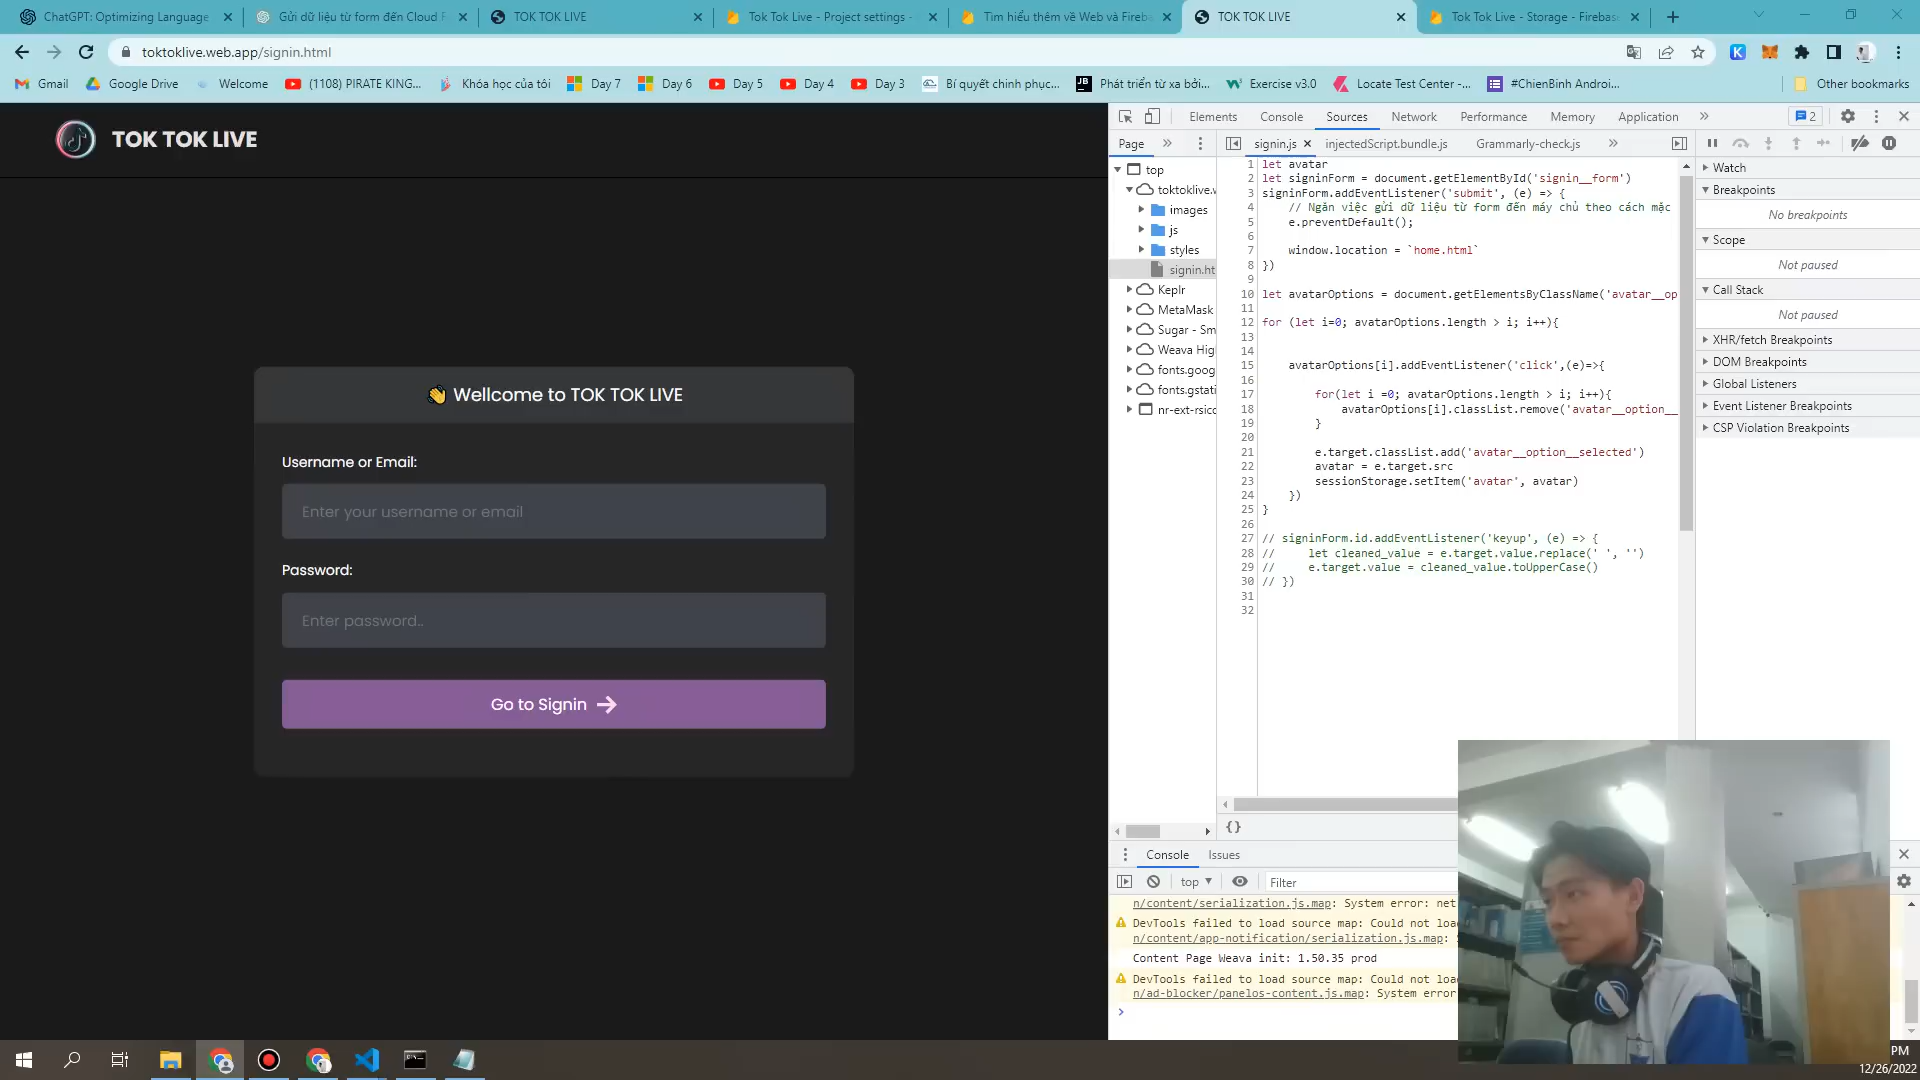 ChatGPT: Optimizing Language
Gửi dữ liệu từ form đến Cloud F
TOK TOK LIVE
Tok Tok Live - Project settings -
Tìm hiểu thêm về Web và Fireba
TOK TOK LIVE
Tok Tok Live - Storage - Firebas
toktoklive.web.app/signin.html
Gmail
Google Drive
Welcome
(1108) PIRATE KING...
Khóa học của tôi
Day 7
Day 6
Day 5
Day 4
Day 3
Bí quyết chinh phục...
Phát triển từ xa bởi...
Exercise v3.0
Locate Test Center -...
#ChienBinh Androi...
Other bookmarks
TOK TOK LIVE
👋 Wellcome to TOK TOK LIVE
Username or Email:
Enter your username or email
Password:
Enter password..
Go to Signin →
Elements
Console
Sources
Network
Performance
Memory
Application
2
Page
signin.js
injectedScript.bundle.js
Grammarly-check.js
top
toktoklive.w
images
js
styles
signin.ht
Keplr
MetaMask
Sugar - Sm
Weava Hig
fonts.goog
fonts.gstati
nr-ext-rsicc
1 let avatar
2 let signinForm = document.getElementById('signin__form')
3 signinForm.addEventListener('submit', (e) => {
4 // Ngăn việc gửi dữ liệu từ form đến máy chủ theo cách mặc
5 e.preventDefault();
6
7 window.location = `home.html`
8 })
9
10 let avatarOptions = document.getElementsByClassName('avatar__op
11
12 for (let i=0; avatarOptions.length > i; i++){
13
14
15 avatarOptions[i].addEventListener('click',(e)=>{
16
17 for(let i =0; avatarOptions.length > i; i++){
18 avatarOptions[i].classList.remove('avatar__option__
19 }
20
21 e.target.classList.add('avatar__option__selected')
22 avatar = e.target.src
23 sessionStorage.setItem('avatar', avatar)
24 })
25 }
26
27 // signinForm.id.addEventListener('keyup', (e) => {
28 // let cleaned_value = e.target.value.replace(' ', '')
29 // e.target.value = cleaned_value.toUpperCase()
30 // })
31
32
{}
Watch
Breakpoints
No breakpoints
Scope
Not paused
Call Stack
Not paused
XHR/fetch Breakpoints
DOM Breakpoints
Global Listeners
Event Listener Breakpoints
CSP Violation Breakpoints
Console
Issues
top
Filter
n/content/serialization.js.map: System error: net
DevTools failed to load source map: Could not loa
n/content/app-notification/serialization.js.map: S
Content Page Weava init: 1.50.35 prod
DevTools failed to load source map: Could not loa
n/ad-blocker/panelos-content.js.map: System error
PM
12/26/2022